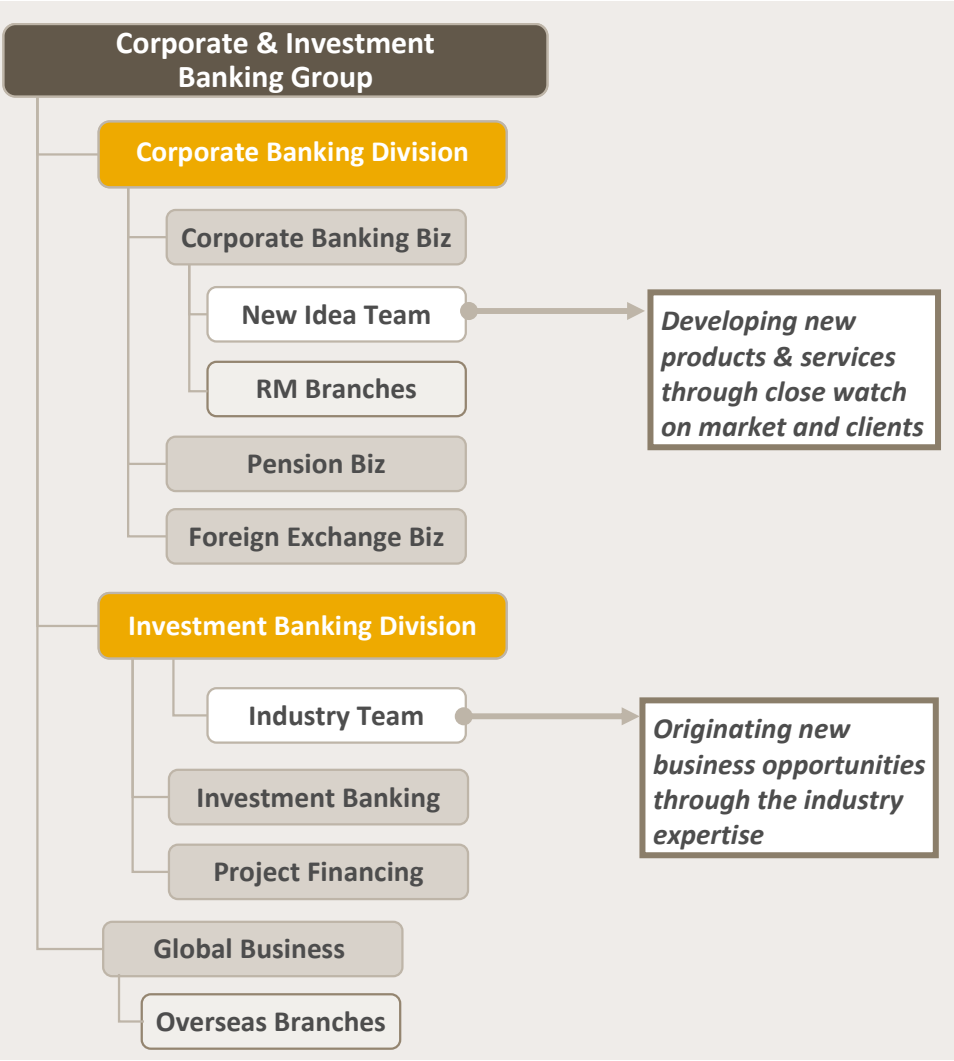 Corporate & Investment
Banking Group
Corporate Banking Division
Corporate Banking Biz
New Idea Team
Developing new
products & services
through close watch
on market and clients
RM Branches
Pension Biz
Foreign Exchange Biz
Investment Banking Division
Industry Team
Originating new
business opportunities
through the industry
expertise
Investment Banking
Project Financing
Global Business
Overseas Branches